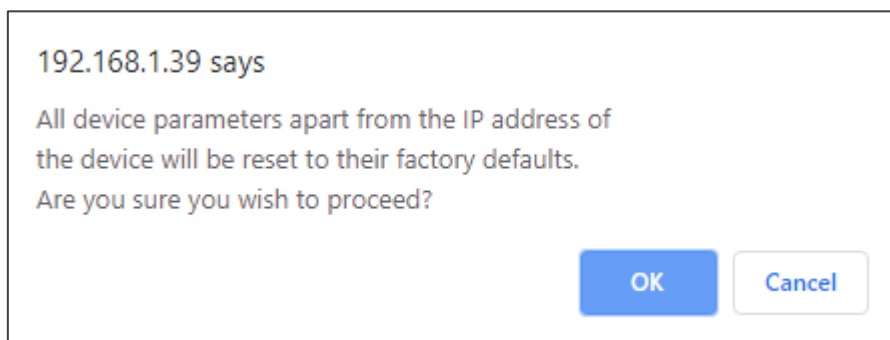 192.168.1.39 says
All device parameters apart from the IP address of
the device will be reset to their factory defaults.
Are you sure you wish to proceed?
OK
Cancel